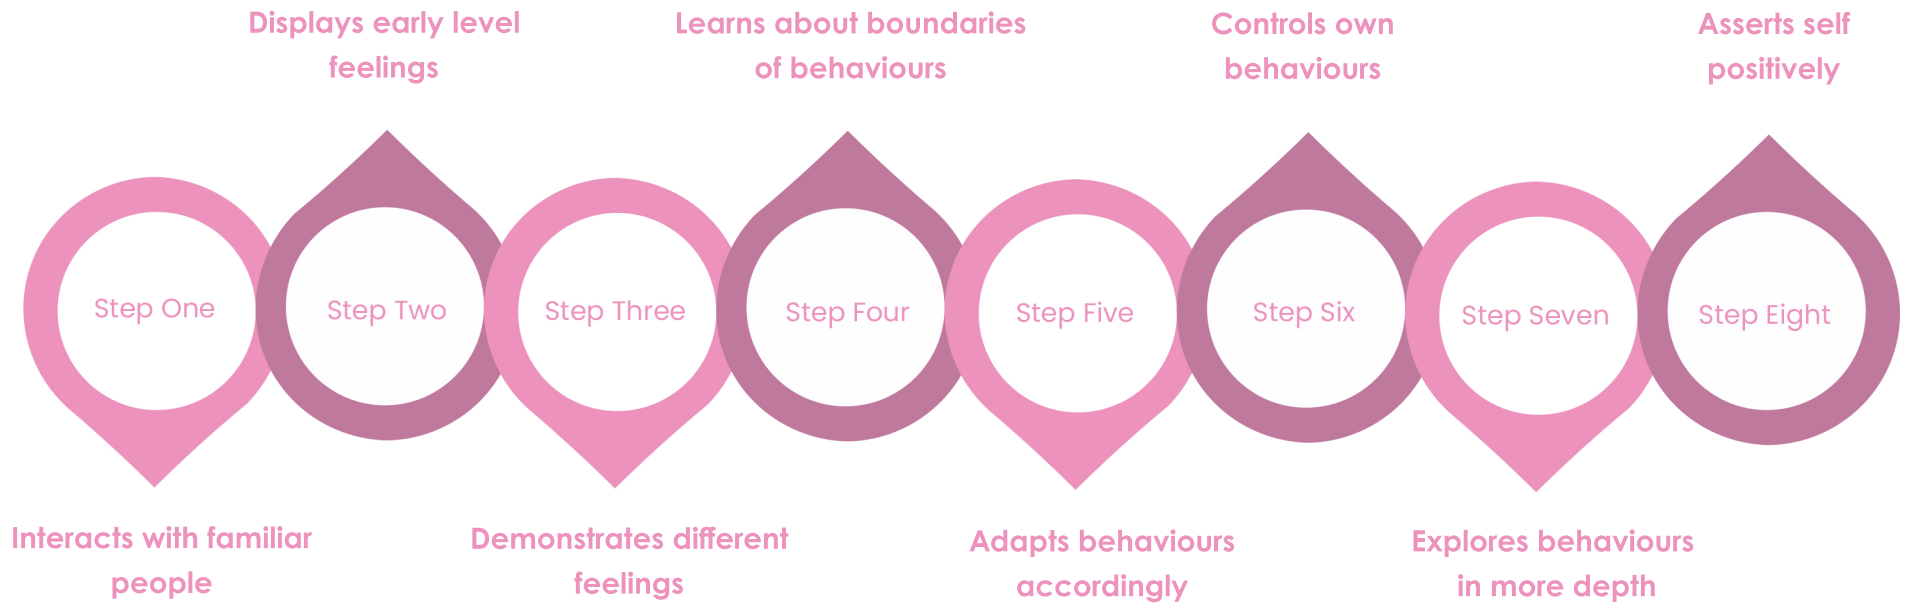 Displays early level
feelings
Learns about boundaries
of behaviours
Controls own
behaviours
Asserts self
positively
Step One
Step Two
Step Three
Step Four
Step Five
Step Six
Step Seven
Step Eight
Interacts with familiar
people
Demonstrates different
feelings
Adapts behaviours
accordingly
Explores behaviours
in more depth